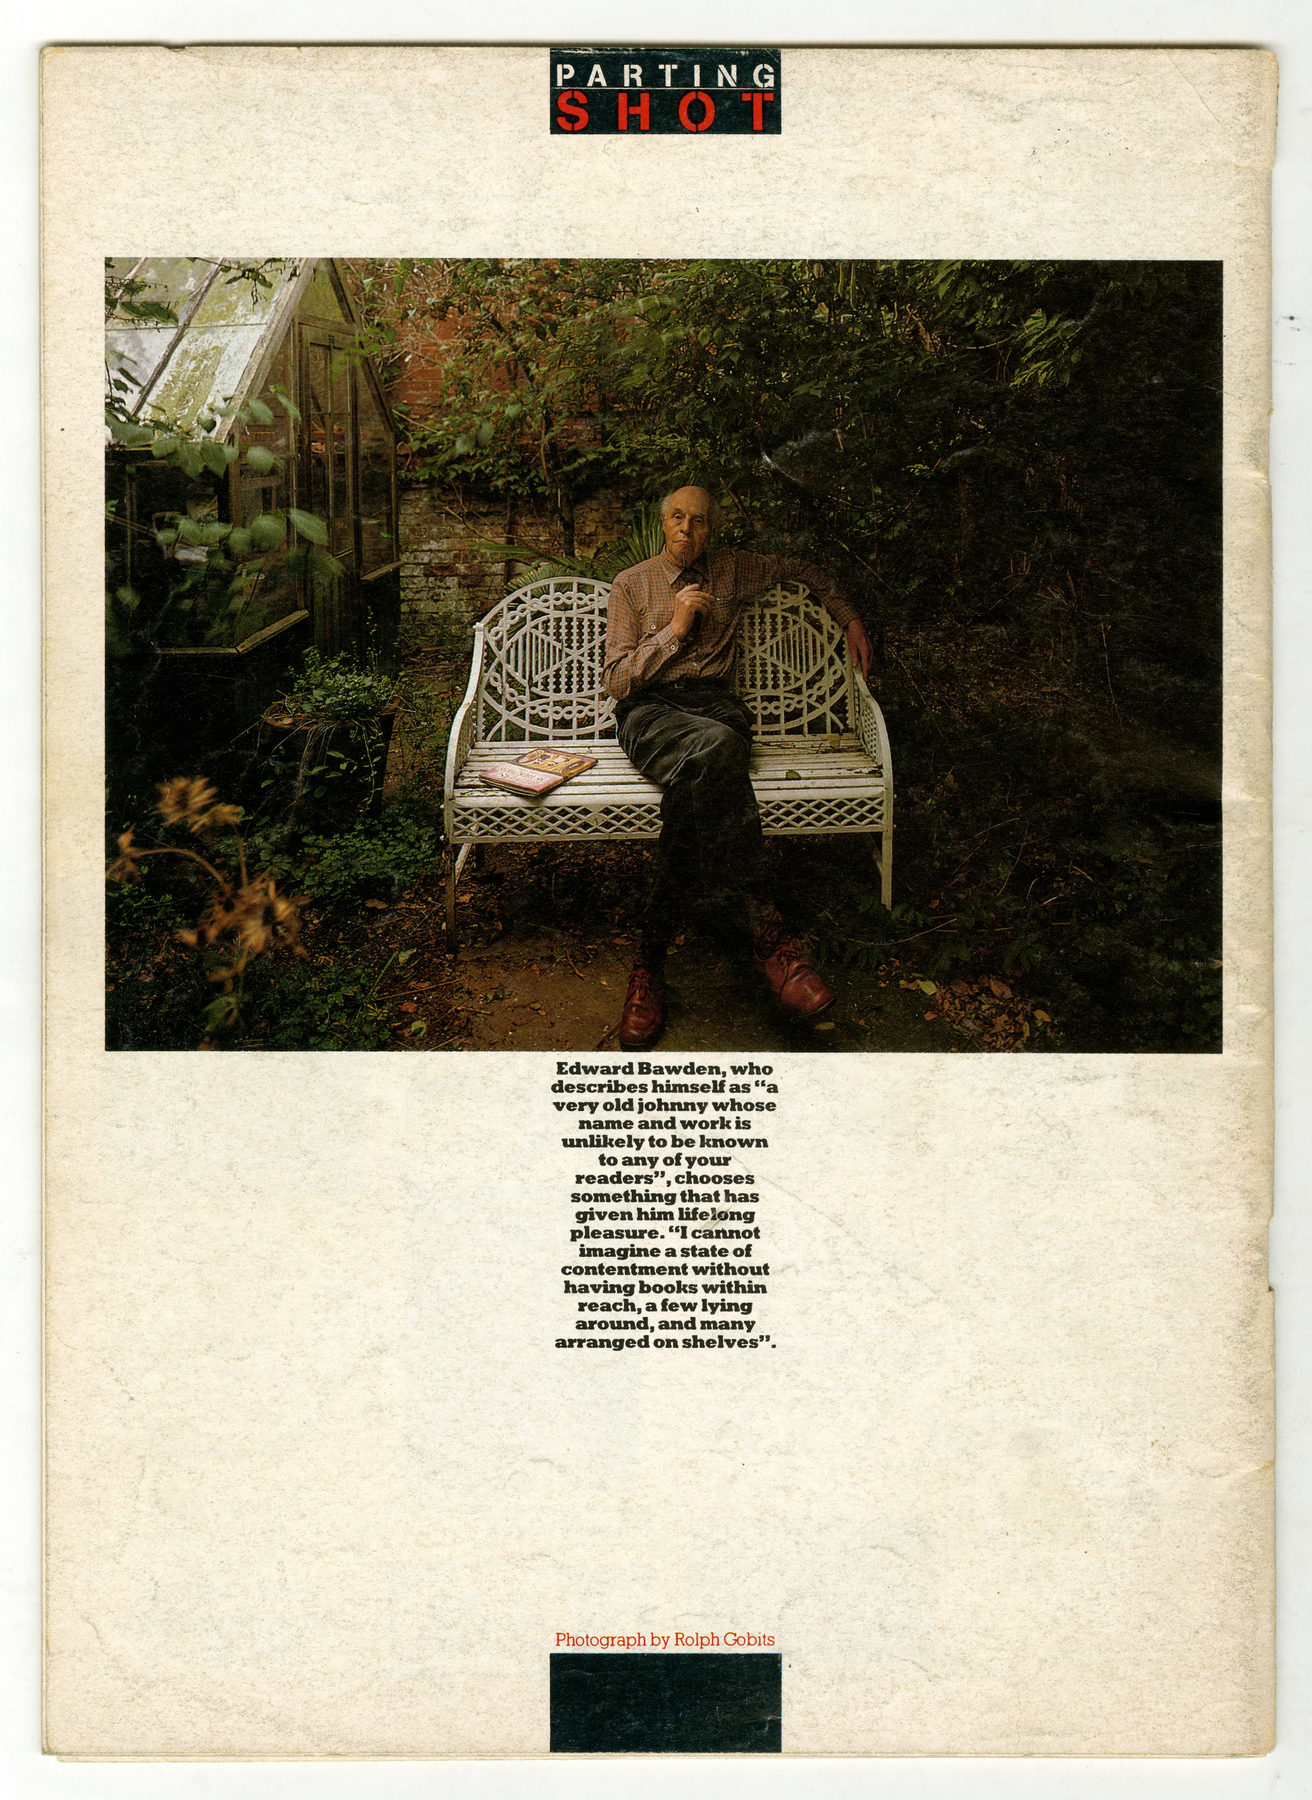 PARTING
SHOT
Edward Bawden, who
describes himself as “a
very old johnny whose
name and work is
unlikely to be known
to any of your
readers”, chooses
something that has
given him lifelong
pleasure. “I cannot
imagine a state of
contentment without
having books within
reach, a few lying
around, and many
arranged on shelves”.
Photograph by Rolph Gobits